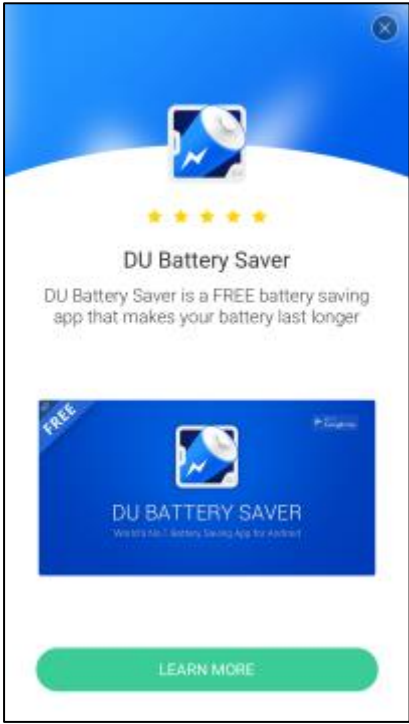 DU Battery Saver
DU Battery Saver is a FREE battery saving
app that makes your battery last longer
FREE
DU BATTERY SAVER
World's No.1 Battery Saving App for Android
LEARN MORE